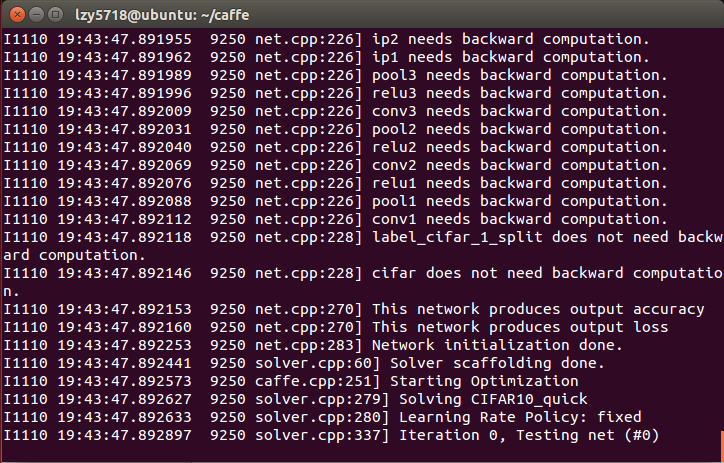 lzy5718@ubuntu: ~/caffe
I1110 19:43:47.891955  9250 net.cpp:226] ip2 needs backward computation.
I1110 19:43:47.891962  9250 net.cpp:226] ip1 needs backward computation.
I1110 19:43:47.891989  9250 net.cpp:226] pool3 needs backward computation.
I1110 19:43:47.891996  9250 net.cpp:226] relu3 needs backward computation.
I1110 19:43:47.892009  9250 net.cpp:226] conv3 needs backward computation.
I1110 19:43:47.892031  9250 net.cpp:226] pool2 needs backward computation.
I1110 19:43:47.892040  9250 net.cpp:226] relu2 needs backward computation.
I1110 19:43:47.892069  9250 net.cpp:226] conv2 needs backward computation.
I1110 19:43:47.892076  9250 net.cpp:226] relu1 needs backward computation.
I1110 19:43:47.892088  9250 net.cpp:226] pool1 needs backward computation.
I1110 19:43:47.892112  9250 net.cpp:226] conv1 needs backward computation.
I1110 19:43:47.892118  9250 net.cpp:228] label_cifar_1_split does not need backw
ard computation.
I1110 19:43:47.892146  9250 net.cpp:228] cifar does not need backward computatio
n.
I1110 19:43:47.892153  9250 net.cpp:270] This network produces output accuracy
I1110 19:43:47.892160  9250 net.cpp:270] This network produces output loss
I1110 19:43:47.892253  9250 net.cpp:283] Network initialization done.
I1110 19:43:47.892441  9250 solver.cpp:60] Solver scaffolding done.
I1110 19:43:47.892573  9250 caffe.cpp:251] Starting Optimization
I1110 19:43:47.892627  9250 solver.cpp:279] Solving CIFAR10_quick
I1110 19:43:47.892633  9250 solver.cpp:280] Learning Rate Policy: fixed
I1110 19:43:47.892897  9250 solver.cpp:337] Iteration 0, Testing net (#0)